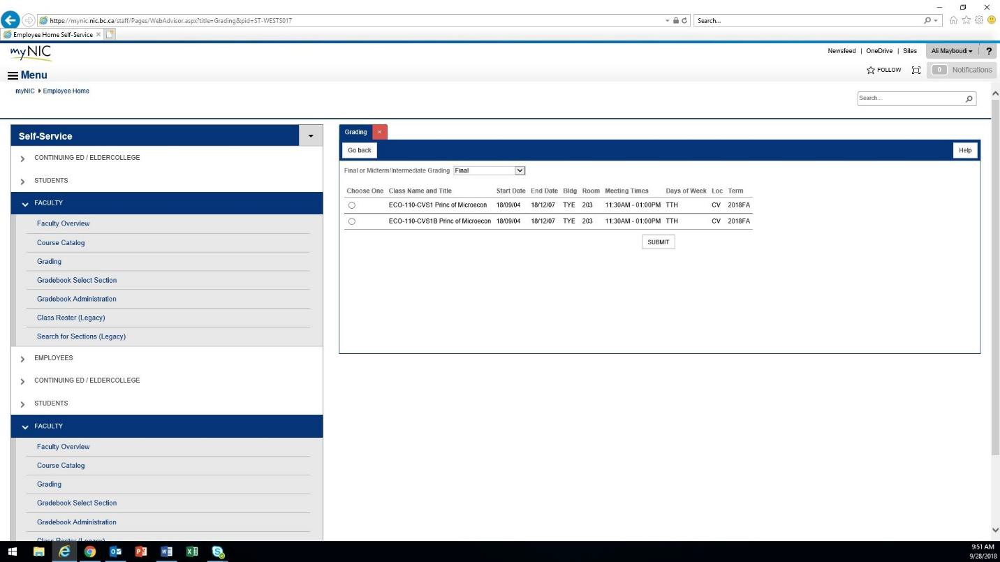 https://mynic.nic.bc.ca/staff/Pages/WebAdvisor.aspx?title=Grading&pid=ST-WESTS017
Search...
Employee Home Self-Service
myNIC
Newsfeed | OneDrive | Sites
Ali Mayboudi
?
Menu
FOLLOW
0 Notifications
myNIC Employee Home
Search...
Self-Service
CONTINUING ED / ELDERCOLLEGE
STUDENTS
FACULTY
Faculty Overview
Course Catalog
Grading
Gradebook Select Section
Gradebook Administration
Class Roster (Legacy)
Search for Sections (Legacy)
EMPLOYEES
CONTINUING ED / ELDERCOLLEGE
STUDENTS
FACULTY
Faculty Overview
Course Catalog
Grading
Gradebook Select Section
Gradebook Administration
Class Roster (Legacy)
Grading ×
Go back
Help
Final or Midterm/Intermediate Grading Final
Choose One Class Name and Title Start Date End Date Bldg Room Meeting Times Days of Week Loc Term
ECO-110-CVS1 Princ of Microecon 18/09/04 18/12/07 TYE 203 11:30AM - 01:00PM TTH CV 2018FA
ECO-110-CVS1B Princ of Microecon 18/09/04 18/12/07 TYE 203 11:30AM - 01:00PM TTH CV 2018FA
SUBMIT
9:51 AM
9/28/2018